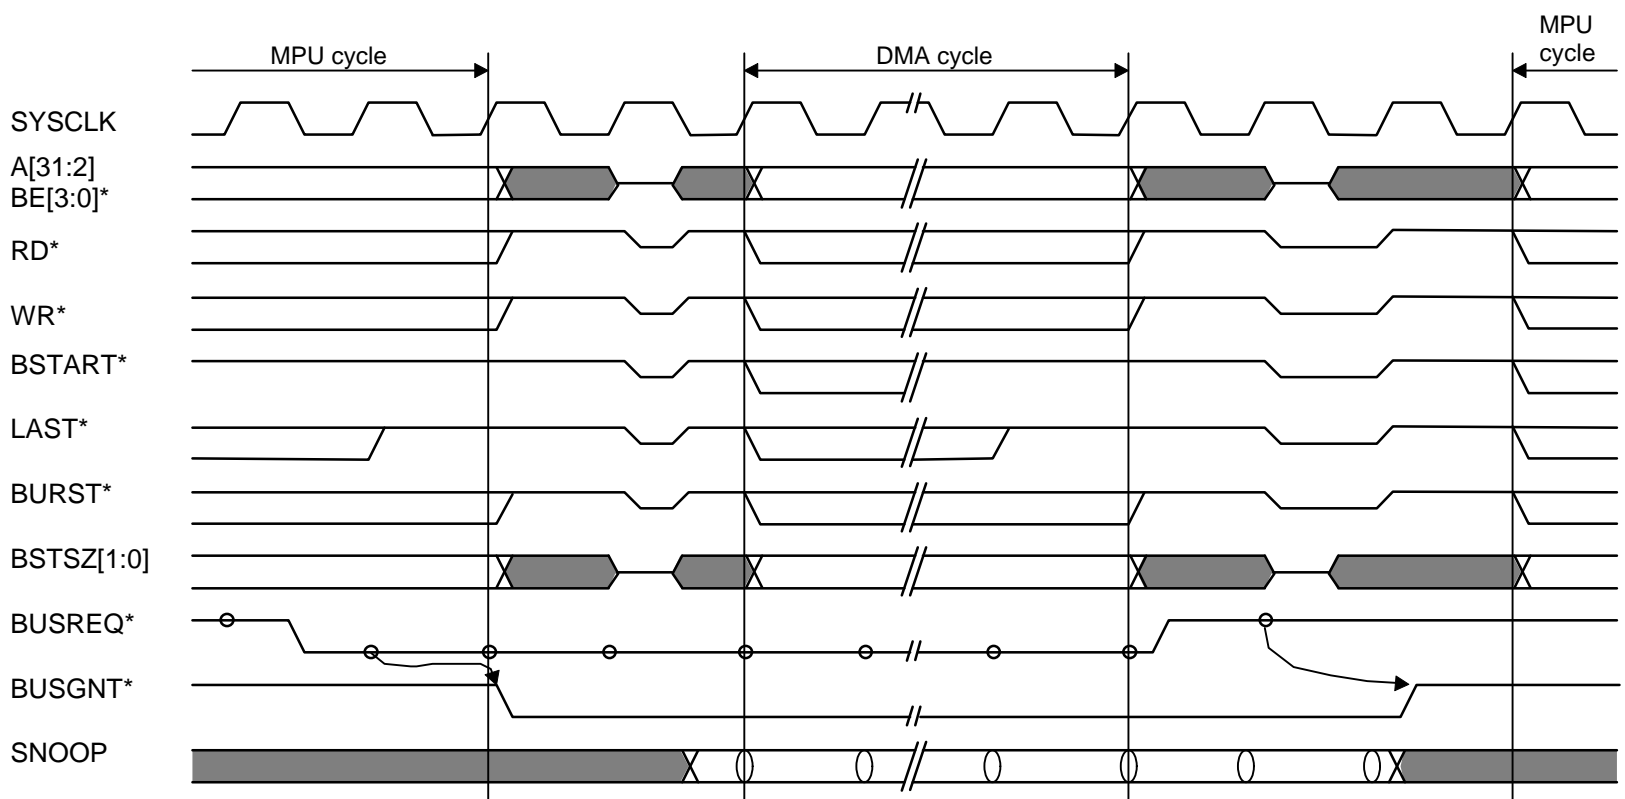 MPU cycle
DMA cycle
MPU
cycle
SYSCLK
A[31:2]
BE[3:0]*
RD*
WR*
BSTART*
LAST*
BURST*
BSTSZ[1:0]
BUSREQ*
BUSGNT*
SNOOP